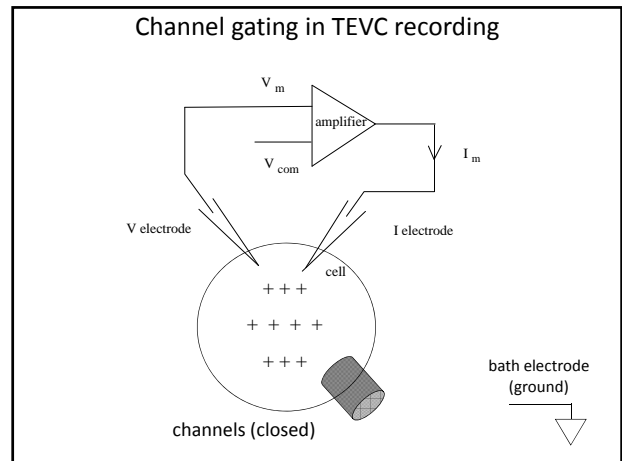 Channel gating in TEVC recording
V m
amplifier
V com
I m
V electrode
I electrode
cell
+ + +
+ + + +
+ + +
bath electrode
(ground)
channels (closed)